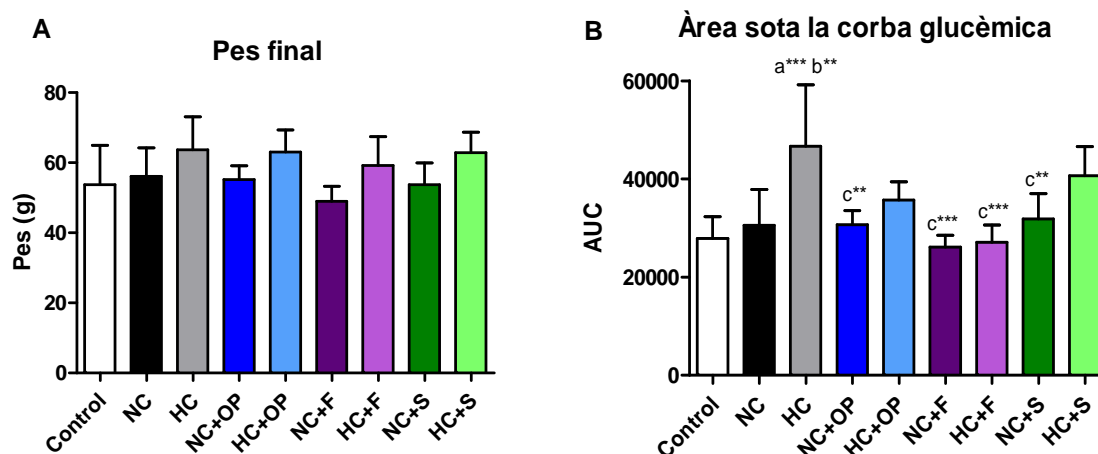 A
Pes final
Pes (g)
80
60
40
20
0
Control
NC
HC
NC+OP
HC+OP
NC+F
HC+F
NC+S
HC+S
B
Àrea sota la corba glucèmica
AUC
60000
40000
20000
0
a*** b**
c**
c***
c***
c**
Control
NC
HC
NC+OP
HC+OP
NC+F
HC+F
NC+S
HC+S